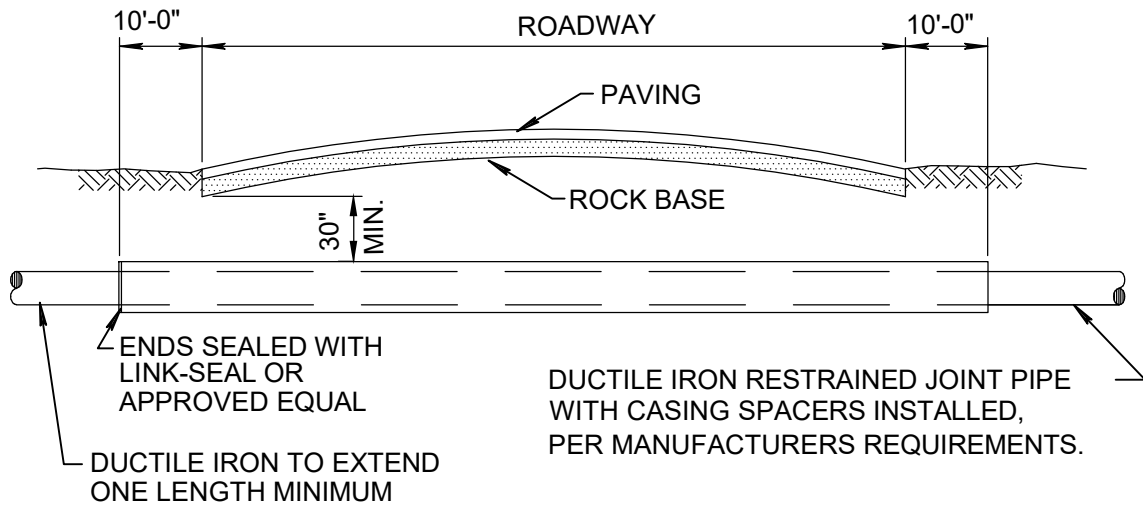 10'-0"
ROADWAY
10'-0"
PAVING
ROCK BASE
30"
MIN.
ENDS SEALED WITH
LINK-SEAL OR
APPROVED EQUAL
DUCTILE IRON RESTRAINED JOINT PIPE
WITH CASING SPACERS INSTALLED,
PER MANUFACTURERS REQUIREMENTS.
DUCTILE IRON TO EXTEND
ONE LENGTH MINIMUM